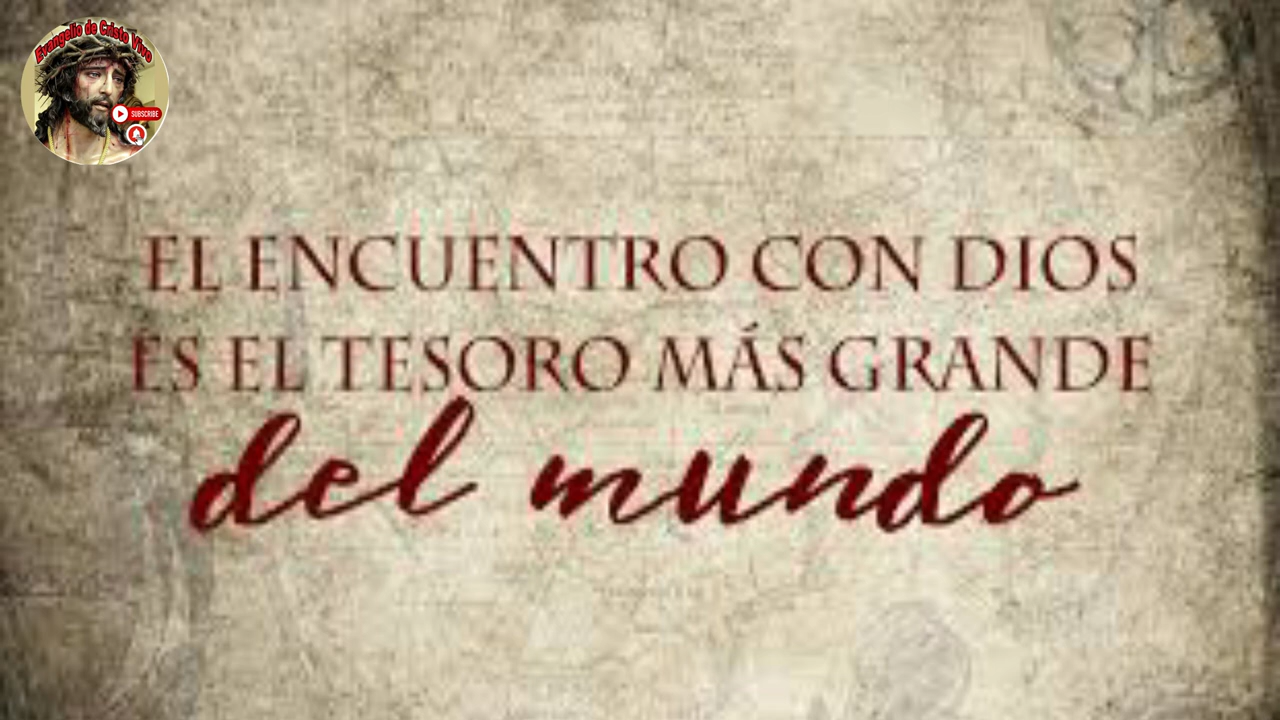 Evangelio de Cristo Vivo
SUBSCRIBE
EL ENCUENTRO CON DIOS
ES EL TESORO MÁS GRANDE
del mundo